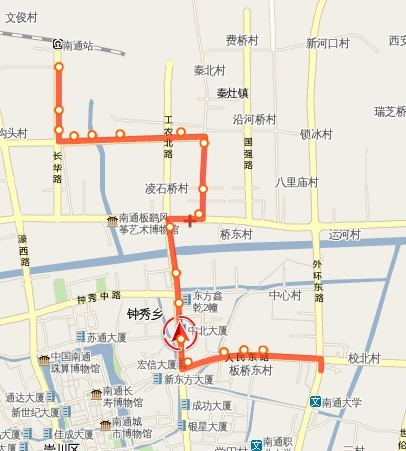 文俊村
南通站
费桥村
新河口村
西安
秦北村
秦灶镇
工农北路
沿河村
国强路
锁冰村
瑞芝桥
沟头村
长华路
凌石桥村
八里庙村
南通板鹞风
筝艺术博物馆
桥东村
运河村
濠西路
外环东路
钟秀中路
东方鑫
乾2幢
中心村
钟秀乡
中北大厦
苏通大厦
宏信大厦
人民东路
校北村
中国南通
珠算博物馆
板桥东村
新东方大厦
通达大厦
南通长
寿博物馆
新世纪大厦
成功大厦
南通大学
南通城
市博物馆
佳成大厦
银星大厦
崇川区
南通职